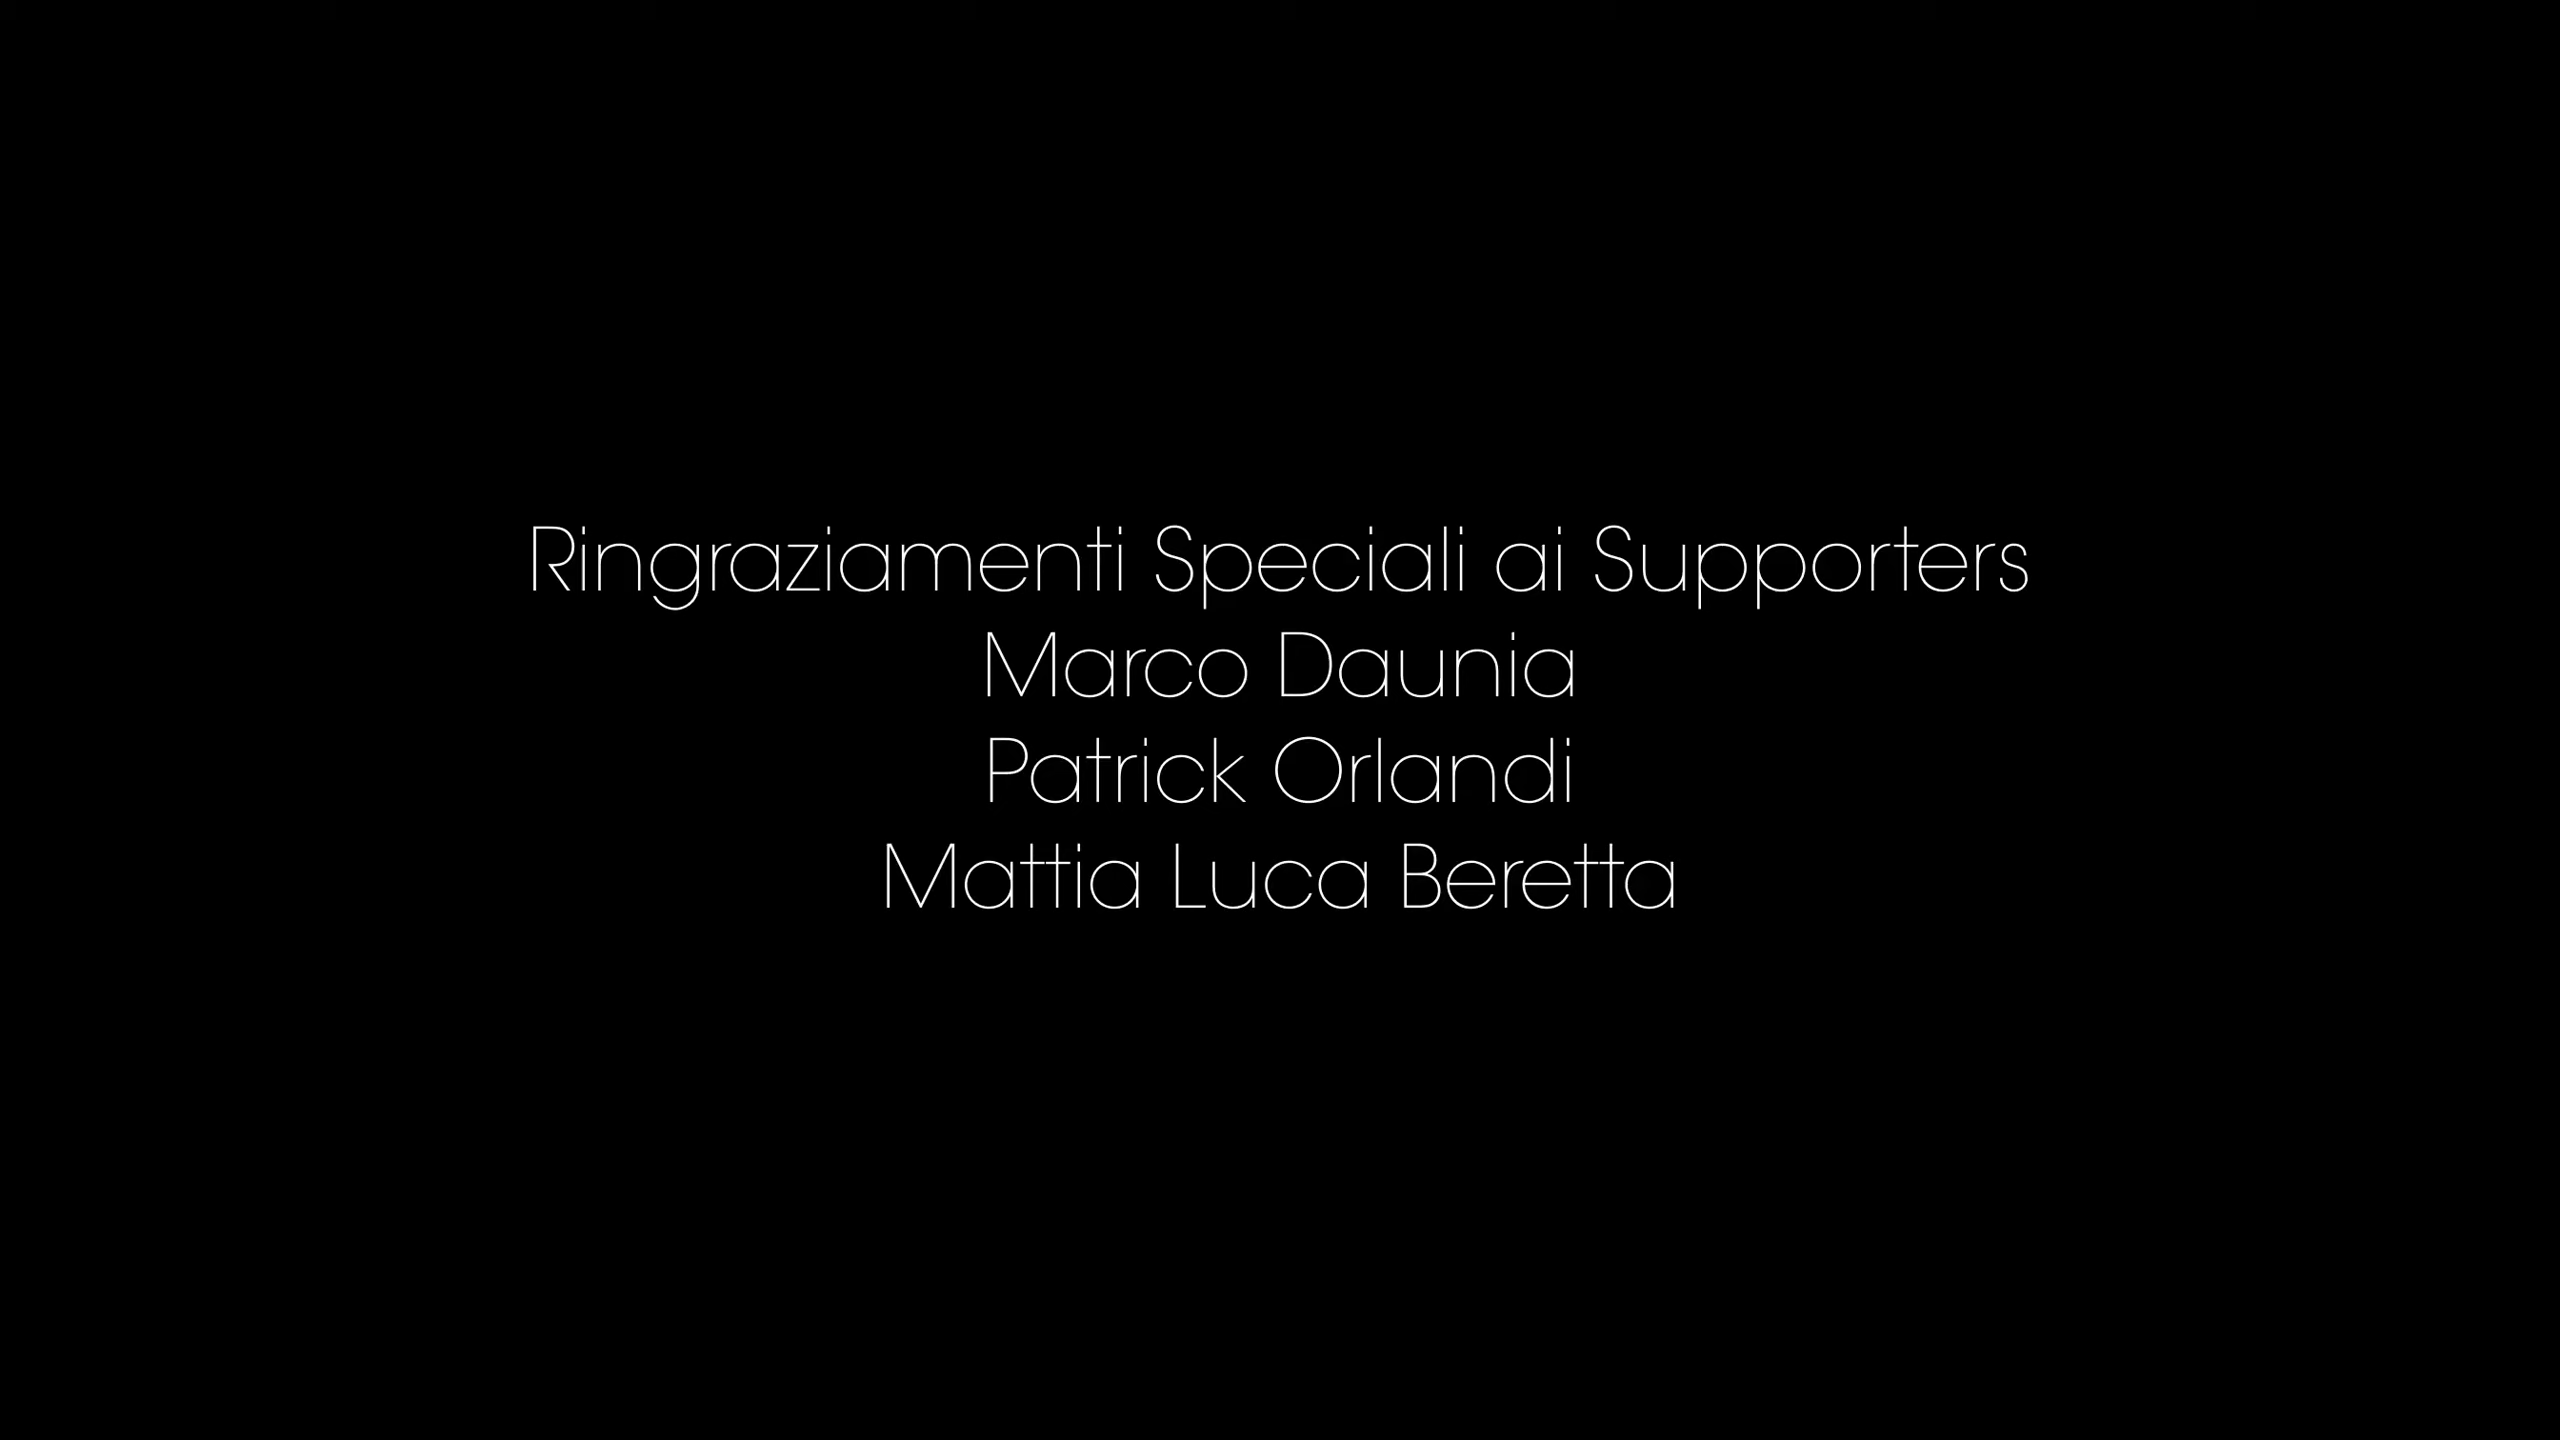 Ringraziamenti Speciali ai Supporters
Marco Daunia
Patrick Orlandi
Mattia Luca Beretta